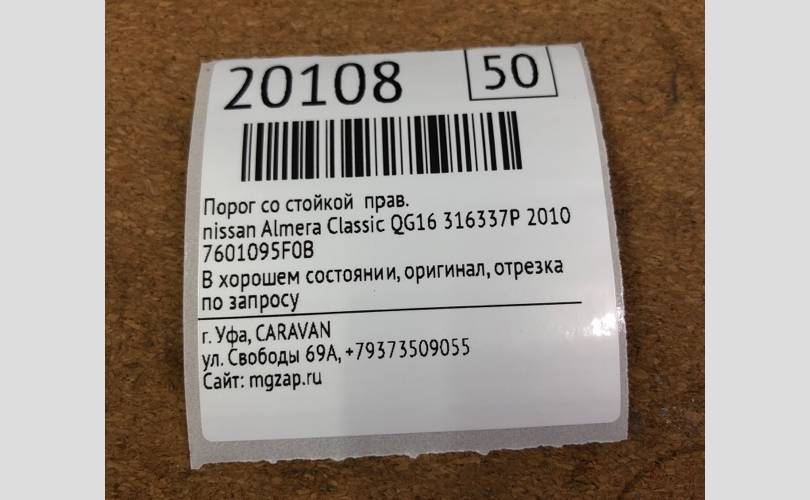 20108 50
Порог со стойкой прав.
nissan Almera Classic QG16 316337P 2010
7601095F0B
В хорошем состоянии, оригинал, отрезка
по запросу
г. Уфа, CARAVAN
ул. Свободы 69А, +79373509055
Сайт: mgzap.ru